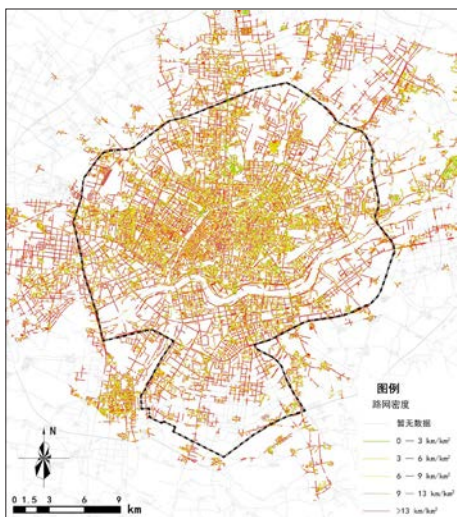 图例
路网密度
暂无数据
0 — 3 km/km²
3 — 6 km/km²
6 — 9 km/km²
9 — 13 km/km²
>13 km/km²
N
0 1.5 3 6 9
km